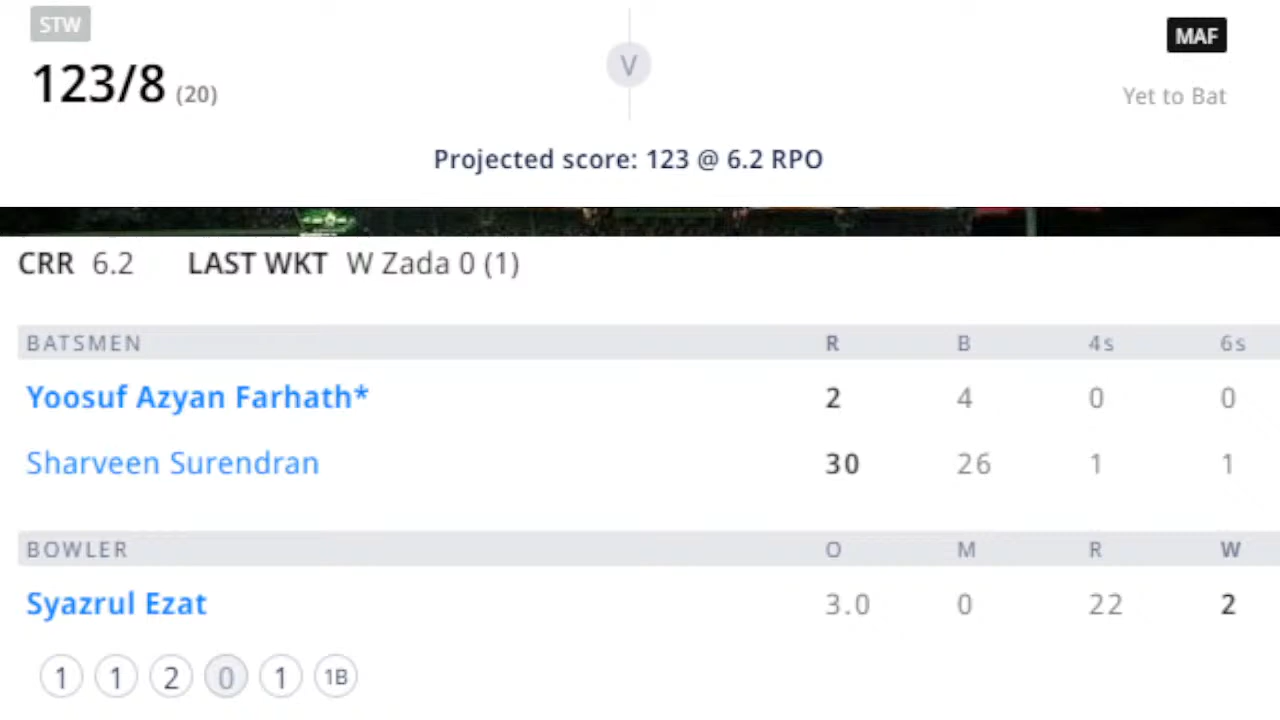 STW
MAF
V
123/8 (20)
Yet to Bat
Projected score: 123 @ 6.2 RPO
CRR 6.2 LAST WKT W Zada 0 (1)
BATSMEN R B 4s 6s
Yoosuf Azyan Farhath* 2 4 0 0
Sharveen Surendran 30 26 1 1
BOWLER O M R W
Syazrul Ezat 3.0 0 22 2
1 1 2 0 1 1B